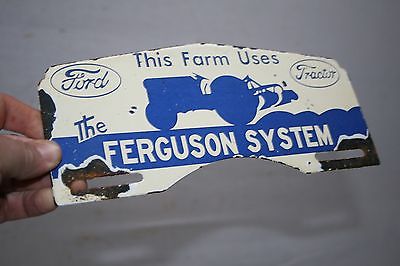 This Farm Uses
Ford
Tractor
The
FERGUSON SYSTEM